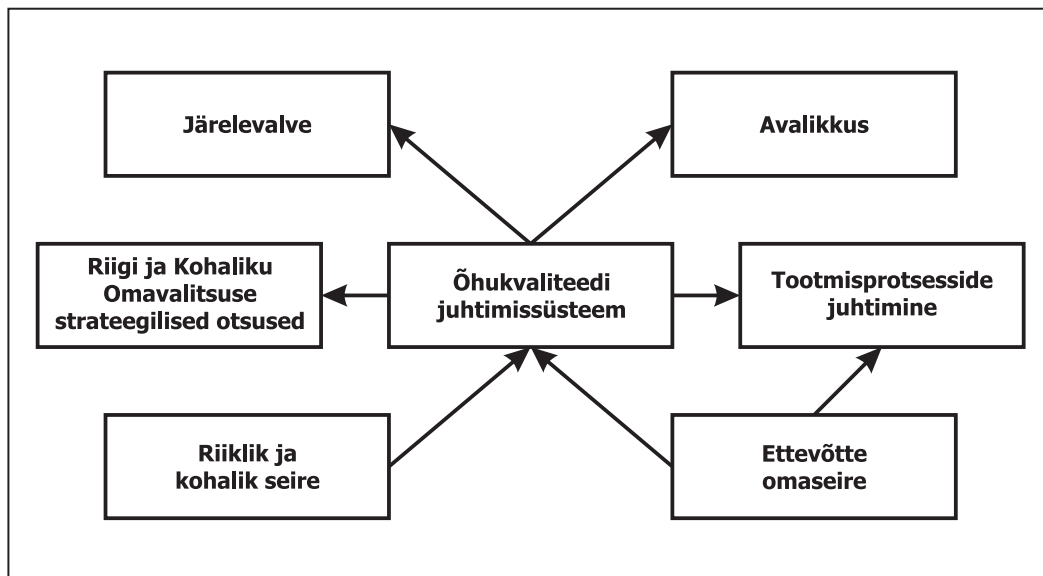 Järelevalve
Avalikkus
Riigi ja Kohaliku
Omavalitsuse
strateegilised otsused
Õhukvaliteedi
juhtimissüsteem
Tootmisprotsesside
juhtimine
Riiklik ja
kohalik seire
Ettevõtte
omaseire